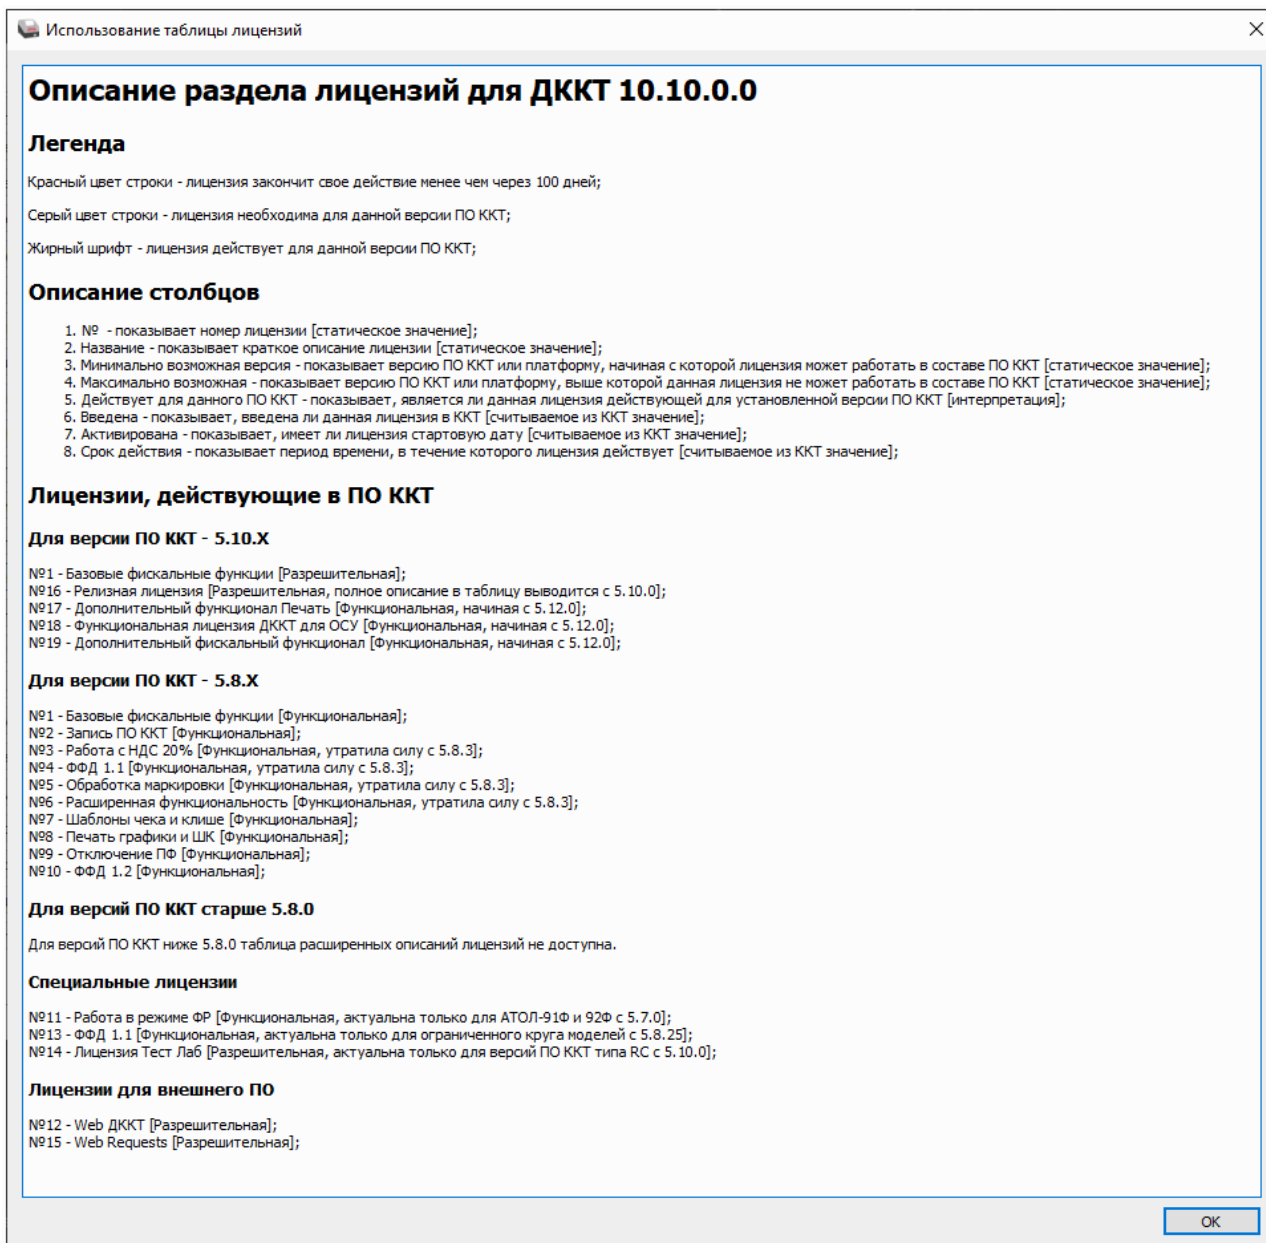 Использование таблицы лицензий
Описание раздела лицензий для ДККТ 10.10.0.0
Легенда
Красный цвет строки - лицензия закончит свое действие менее чем через 100 дней;
Серый цвет строки - лицензия необходима для данной версии ПО ККТ;
Жирный шрифт - лицензия действует для данной версии ПО ККТ;
Описание столбцов
1. № - показывает номер лицензии [статическое значение];
2. Название - показывает краткое описание лицензии [статическое значение];
3. Минимально возможная версия - показывает версию ПО ККТ или платформу, начиная с которой лицензия может работать в составе ПО ККТ [статическое значение];
4. Максимально возможная - показывает версию ПО ККТ или платформу, выше которой данная лицензия не может работать в составе ПО ККТ [статическое значение];
5. Действует для данного ПО ККТ - показывает, является ли данная лицензия действующей для установленной версии ПО ККТ [интерпретация];
6. Введена - показывает, введена ли данная лицензия в ККТ [считываемое из ККТ значение];
7. Активирована - показывает, имеет ли лицензия стартовую дату [считываемое из ККТ значение];
8. Срок действия - показывает период времени, в течение которого лицензия действует [считываемое из ККТ значение];
Лицензии, действующие в ПО ККТ
Для версии ПО ККТ - 5.10.X
№1 - Базовые фискальные функции [Разрешительная];
№16 - Релизная лицензия [Разрешительная, полное описание в таблицу выводится с 5.10.0];
№17 - Дополнительный функционал Печать [Функциональная, начиная с 5.12.0];
№18 - Функциональная лицензия ДККТ для ОСУ [Функциональная, начиная с 5.12.0];
№19 - Дополнительный фискальный функционал [Функциональная, начиная с 5.12.0];
Для версии ПО ККТ - 5.8.X
№1 - Базовые фискальные функции [Функциональная];
№2 - Запись ПО ККТ [Функциональная];
№3 - Работа с НДС 20% [Функциональная, утратила силу с 5.8.3];
№4 - ФФД 1.1 [Функциональная, утратила силу с 5.8.3];
№5 - Обработка маркировки [Функциональная, утратила силу с 5.8.3];
№6 - Расширенная функциональность [Функциональная, утратила силу с 5.8.3];
№7 - Шаблоны чека и клише [Функциональная];
№8 - Печать графики и ШК [Функциональная];
№9 - Отключение ПФ [Функциональная];
№10 - ФФД 1.2 [Функциональная];
Для версий ПО ККТ старше 5.8.0
Для версий ПО ККТ ниже 5.8.0 таблица расширенных описаний лицензий не доступна.
Специальные лицензии
№11 - Работа в режиме ФР [Функциональная, актуальна только для АТОЛ-91Ф и 92Ф с 5.7.0];
№13 - ФФД 1.1 [Функциональная, актуальна только для ограниченного круга моделей с 5.8.25];
№14 - Лицензия Тест Лаб [Разрешительная, актуальна только для версий ПО ККТ типа RC с 5.10.0];
Лицензии для внешнего ПО
№12 - Web ДККТ [Разрешительная];
№15 - Web Requests [Разрешительная];
OK